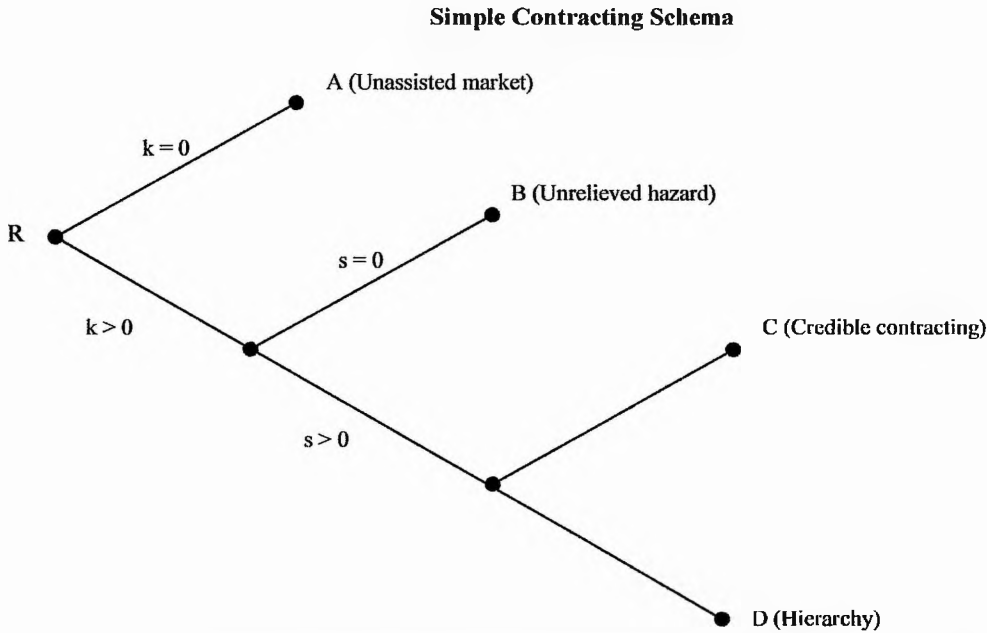 Simple Contracting Schema
A (Unassisted market)
k = 0
B (Unrelieved hazard)
R
s = 0
k > 0
C (Credible contracting)
s > 0
D (Hierarchy)